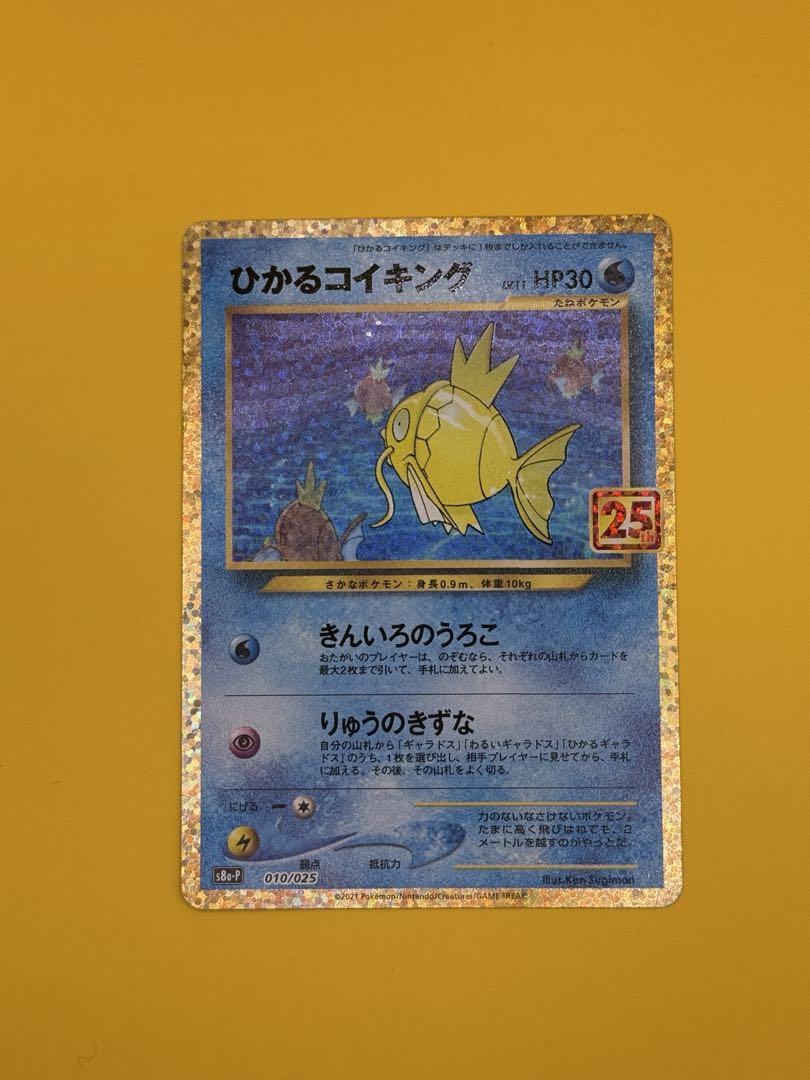 「ひかるコイキング」はデッキに1枚までしか入れることができません。
ひかるコイキング LV.11 HP30
たねポケモン
25th
さかなポケモン：身長0.9m、体重10kg
きんいろのうろこ
おたがいのプレイヤーは、のぞむなら、それぞれの山札からカードを
最大2枚まで引いて、手札に加えてよい。
りゅうのきずな
自分の山札から「ギャラドス」「わるいギャラドス」「ひかるギャラ
ドス」のうち、1枚を選び出し、相手プレイヤーに見せてから、手札
に加える。その後、その山札をよく切る。
にげる
力のないなさけないポケモン。
たまに高く飛びはねても、2
メートルを越すのがやっとだ。
弱点 抵抗力
s8a-P 010/025 Illus.Ken Sugimori
©2021 Pokémon/Nintendo/Creatures/GAME FREAK.